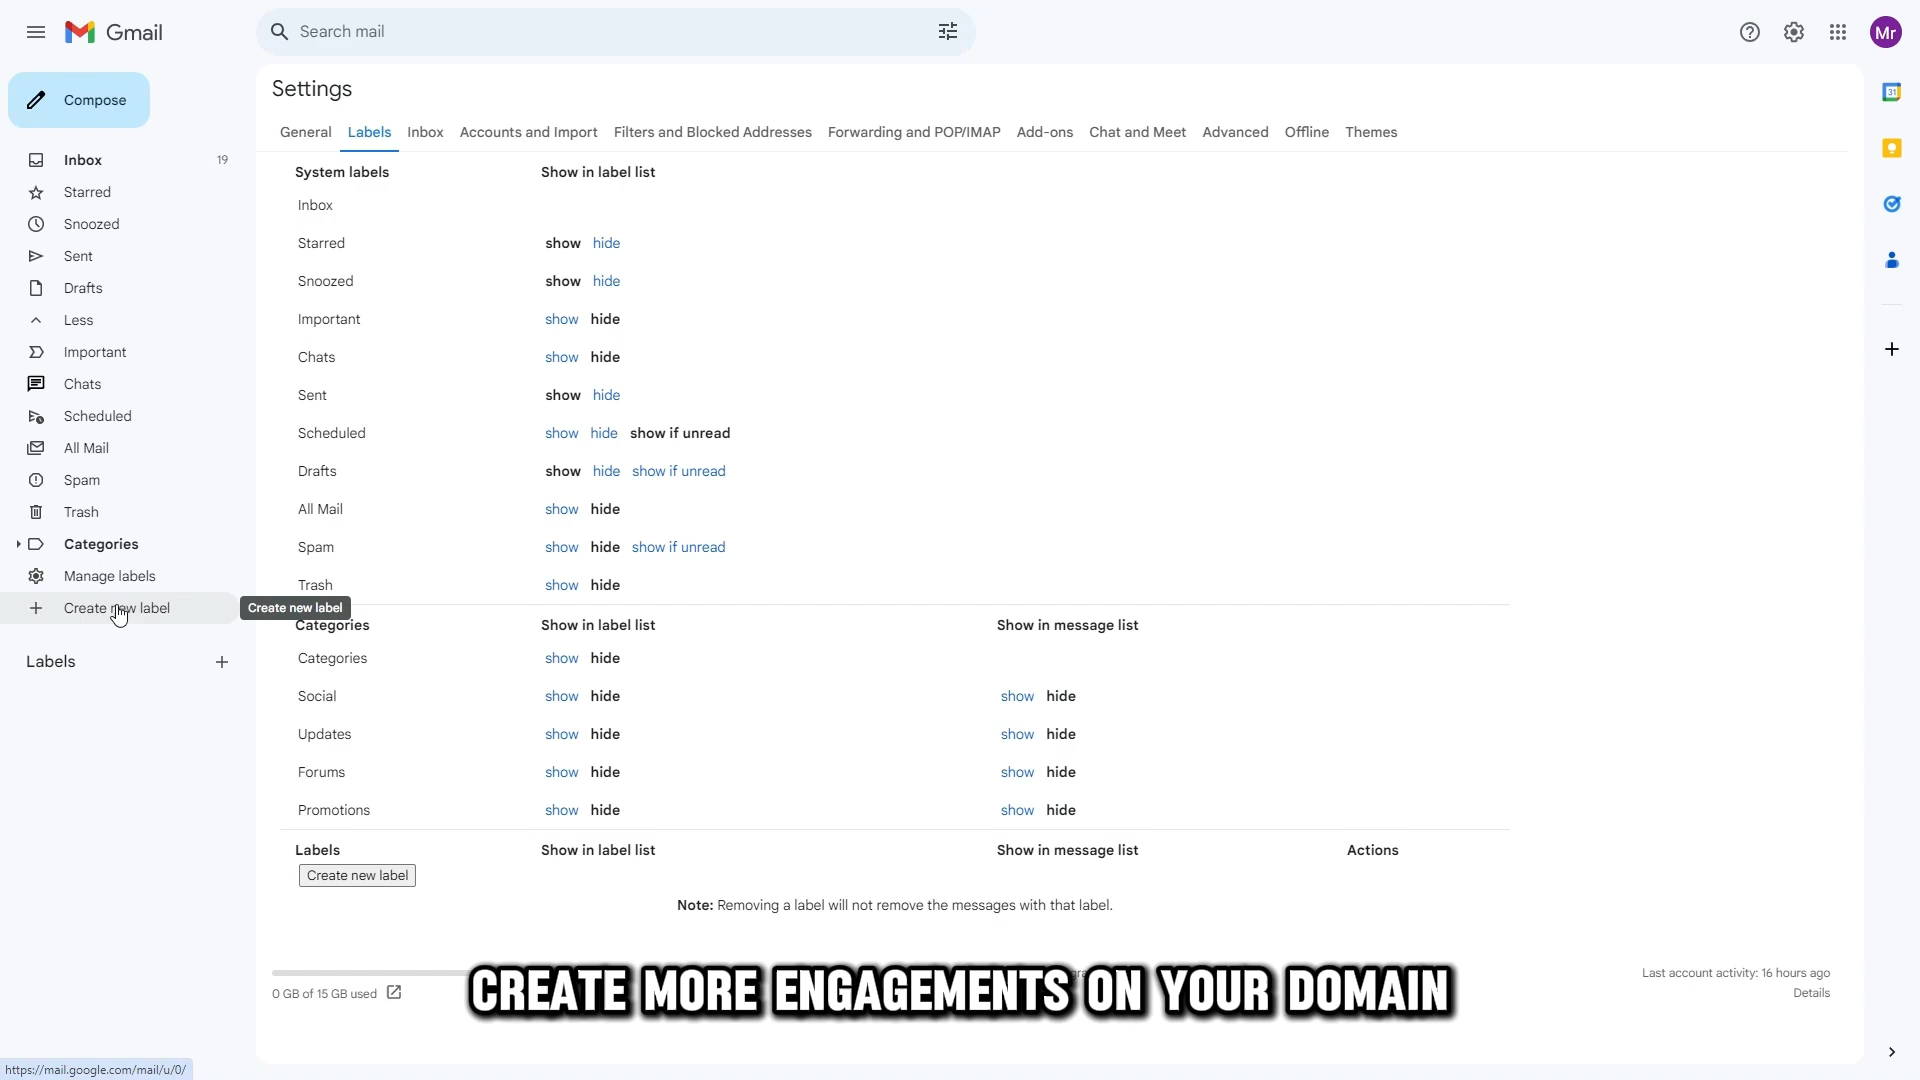 Gmail
Search mail
Mr
Compose
Inbox 19
Starred
Snoozed
Sent
Drafts
Less
Important
Chats
Scheduled
All Mail
Spam
Trash
Categories
Manage labels
Create new label
Create new label
Labels
Settings
General Labels Inbox Accounts and Import Filters and Blocked Addresses Forwarding and POP/IMAP Add-ons Chat and Meet Advanced Offline Themes
System labels Show in label list
Inbox
Starred show hide
Snoozed show hide
Important show hide
Chats show hide
Sent show hide
Scheduled show hide show if unread
Drafts show hide show if unread
All Mail show hide
Spam show hide show if unread
Trash show hide
Categories Show in label list Show in message list
Categories show hide
Social show hide show hide
Updates show hide show hide
Forums show hide show hide
Promotions show hide show hide
Labels Show in label list Show in message list Actions
Create new label
Note: Removing a label will not remove the messages with that label.
0 GB of 15 GB used
CREATE MORE ENGAGEMENTS ON YOUR DOMAIN
Last account activity: 16 hours ago
Details
31
https://mail.google.com/mail/u/0/